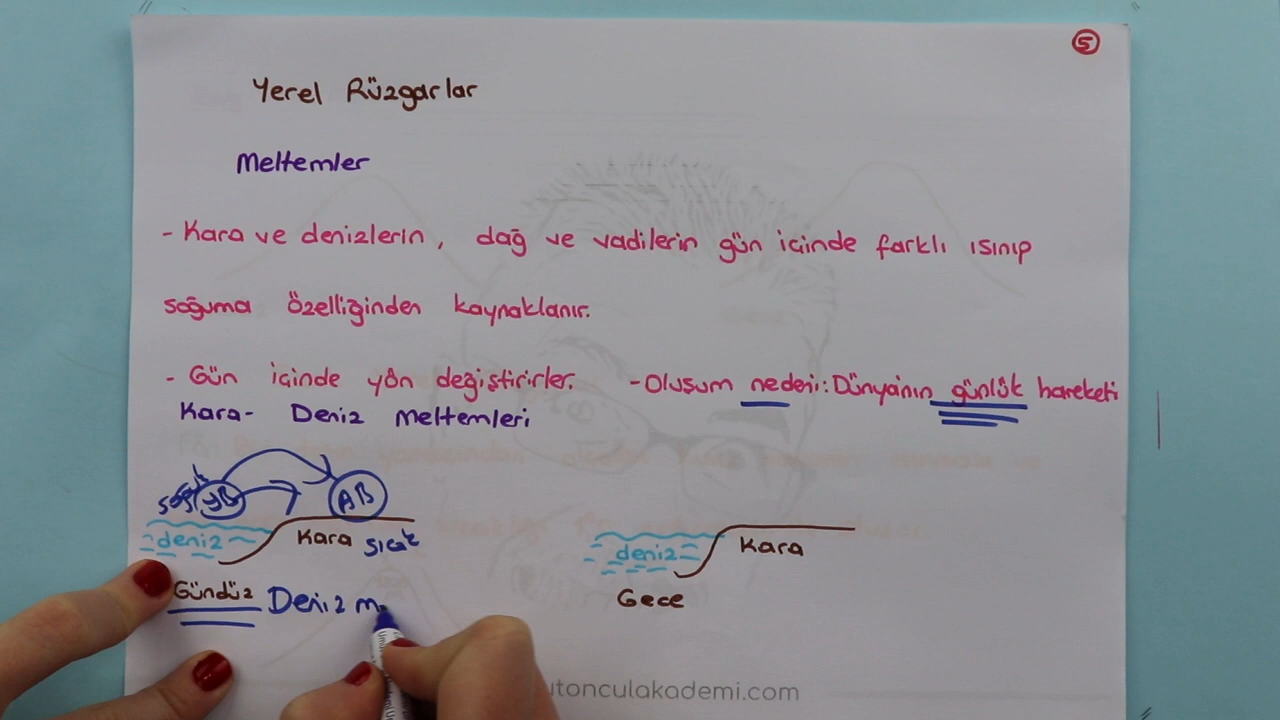 5
Yerel Rüzgarlar
Meltemler
- Kara ve denizlerin, dağ ve vadilerin gün içinde farklı ısınıp
soğuma özelliğinden kaynaklanır.
- Gün içinde yön değiştirirler. - Oluşum nedeni: Dünyanın günlük hareketi
Kara- Deniz Meltemleri
YB AB
deniz Kara sıcak
deniz Kara
Gündüz Deniz m
Gece
utonculakademi.com